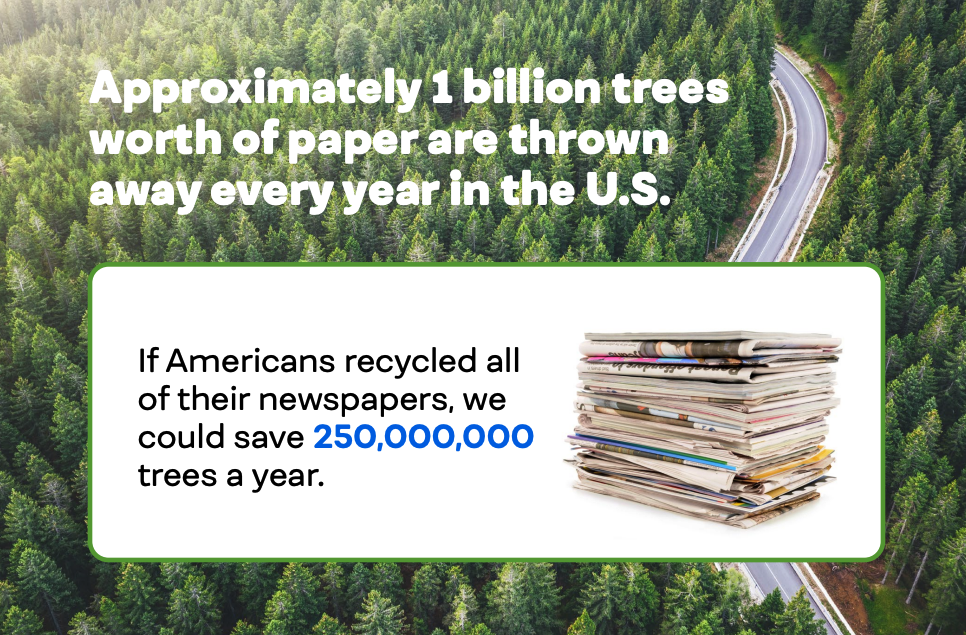 Approximately 1 billion trees
worth of paper are thrown
away every year in the U.S.
If Americans recycled all
of their newspapers, we
could save 250,000,000
trees a year.